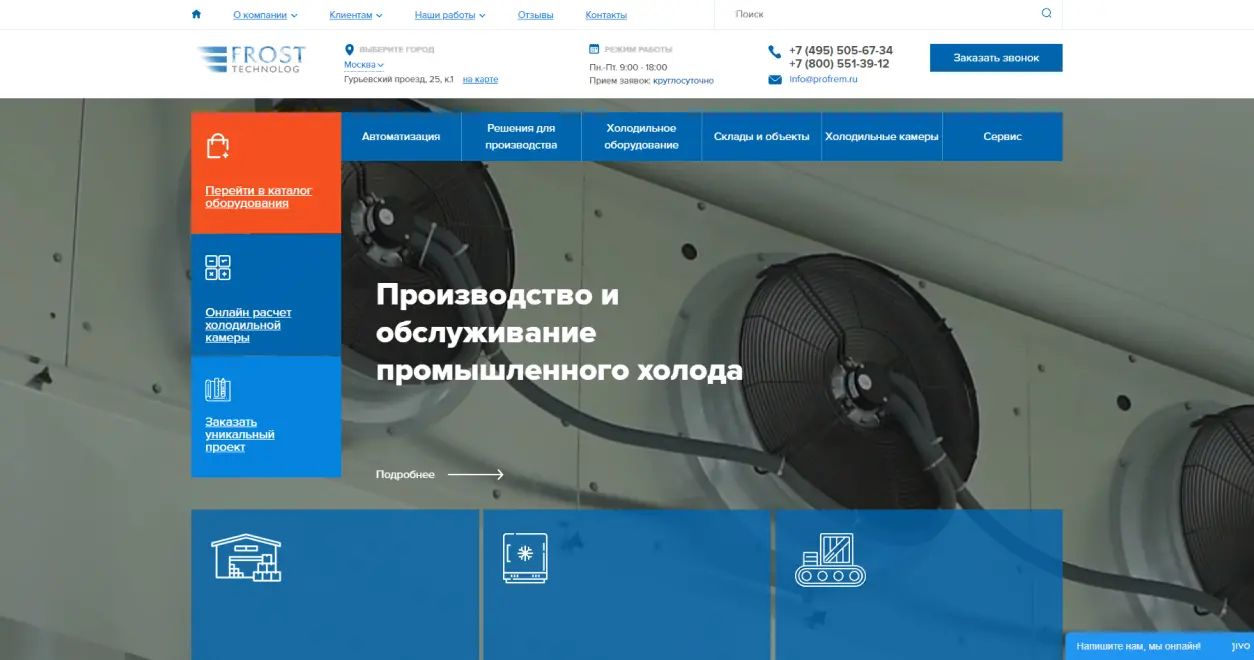 О компании
Клиентам
Наши работы
Отзывы
Контакты
Поиск
FROST
TECHNOLOG
ВЫБЕРИТЕ ГОРОД
Москва
Гурьевский проезд, 25, к.1 на карте
РЕЖИМ РАБОТЫ
Пн.-Пт. 9:00 - 18:00
Прием заявок: круглосуточно
+7 (495) 505-67-34
+7 (800) 551-39-12
info@profrem.ru
Заказать звонок
Перейти в каталог
оборудования
Автоматизация
Решения для
производства
Холодильное
оборудование
Склады и объекты
Холодильные камеры
Сервис
Онлайн расчет
холодильной
камеры
Заказать
уникальный
проект
Производство и
обслуживание
промышленного холода
Подробнее
Напишите нам, мы онлайн!
jivo